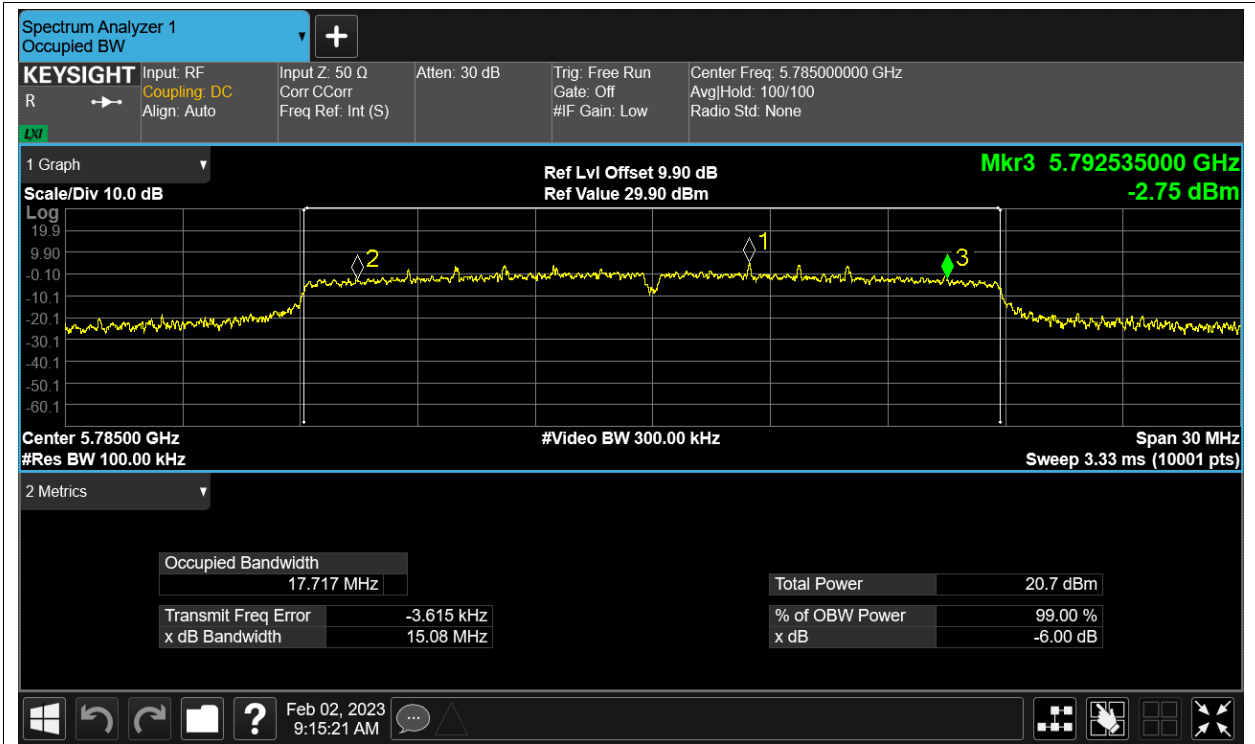 Spectrum Analyzer 1
Occupied BW
KEYSIGHT
R
LXI
Input: RF
Coupling: DC
Align: Auto
Input Z: 50 Ω
Corr CCorr
Freq Ref: Int (S)
Atten: 30 dB
Trig: Free Run
Gate: Off
#IF Gain: Low
Center Freq: 5.785000000 GHz
Avg|Hold: 100/100
Radio Std: None
1 Graph
Scale/Div 10.0 dB
Ref Lvl Offset 9.90 dB
Ref Value 29.90 dBm
Mkr3 5.792535000 GHz
-2.75 dBm
Log
19.9
9.90
-0.10
-10.1
-20.1
-30.1
-40.1
-50.1
-60.1
2
1
3
Center 5.78500 GHz
#Res BW 100.00 kHz
#Video BW 300.00 kHz
Span 30 MHz
Sweep 3.33 ms (10001 pts)
2 Metrics
Occupied Bandwidth
17.717 MHz
Transmit Freq Error -3.615 kHz
x dB Bandwidth 15.08 MHz
Total Power 20.7 dBm
% of OBW Power 99.00 %
x dB -6.00 dB
?
Feb 02, 2023
9:15:21 AM